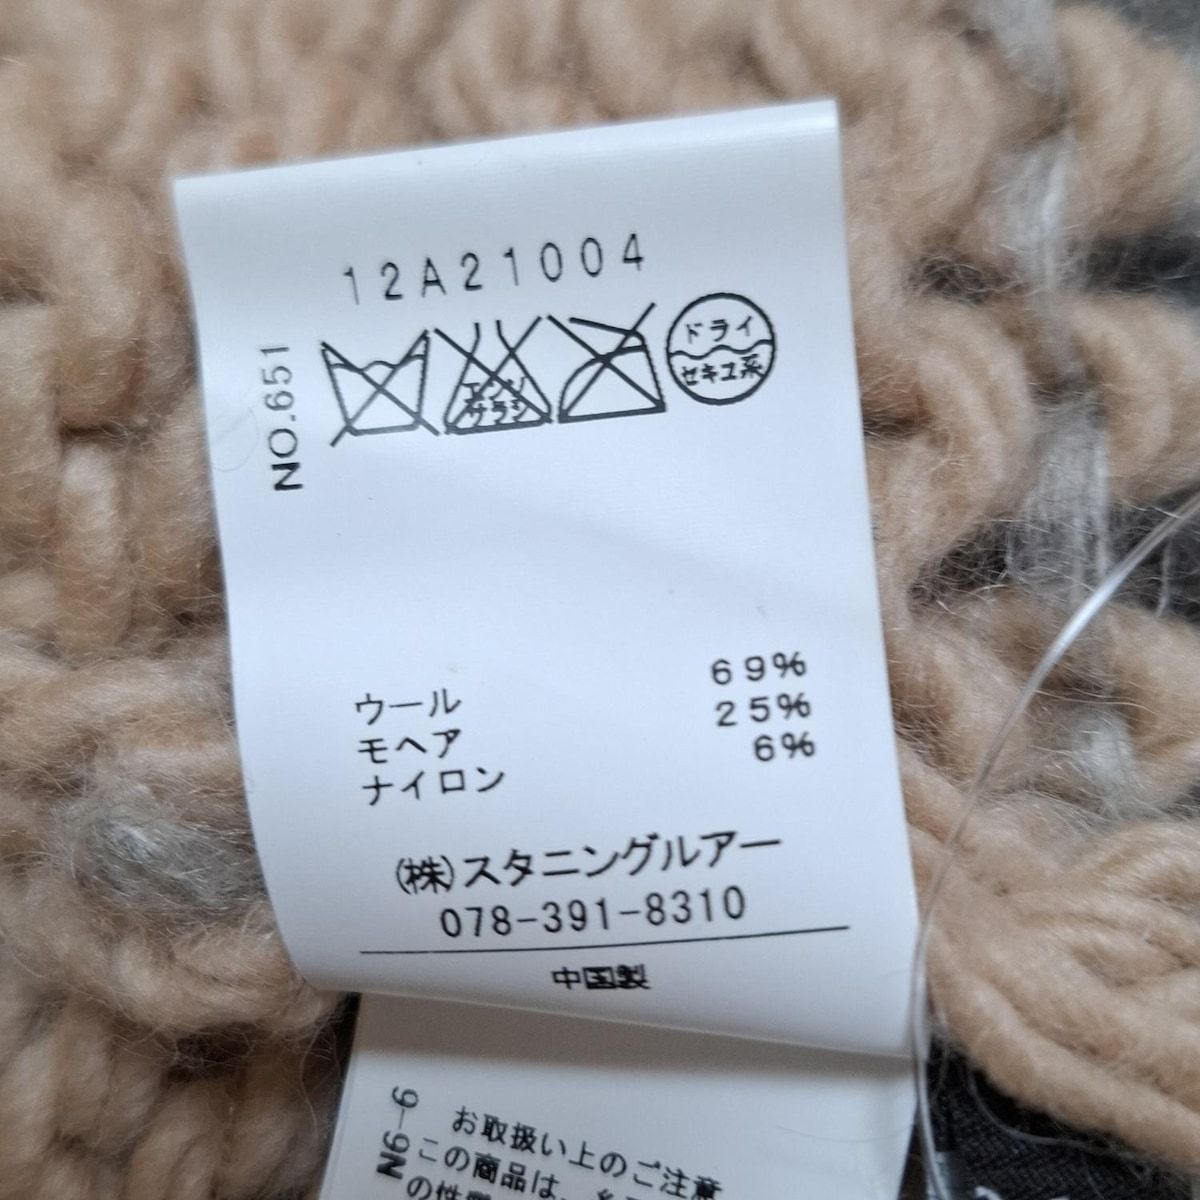 12A21004
NO.651
エンソ
サラシ
ドライ
セキユ系
ウール 69%
モヘア 25%
ナイロン 6%
(株)スタニングルアー
078-391-8310
中国製
N6-6
お取扱い上のご注意
この商品は、